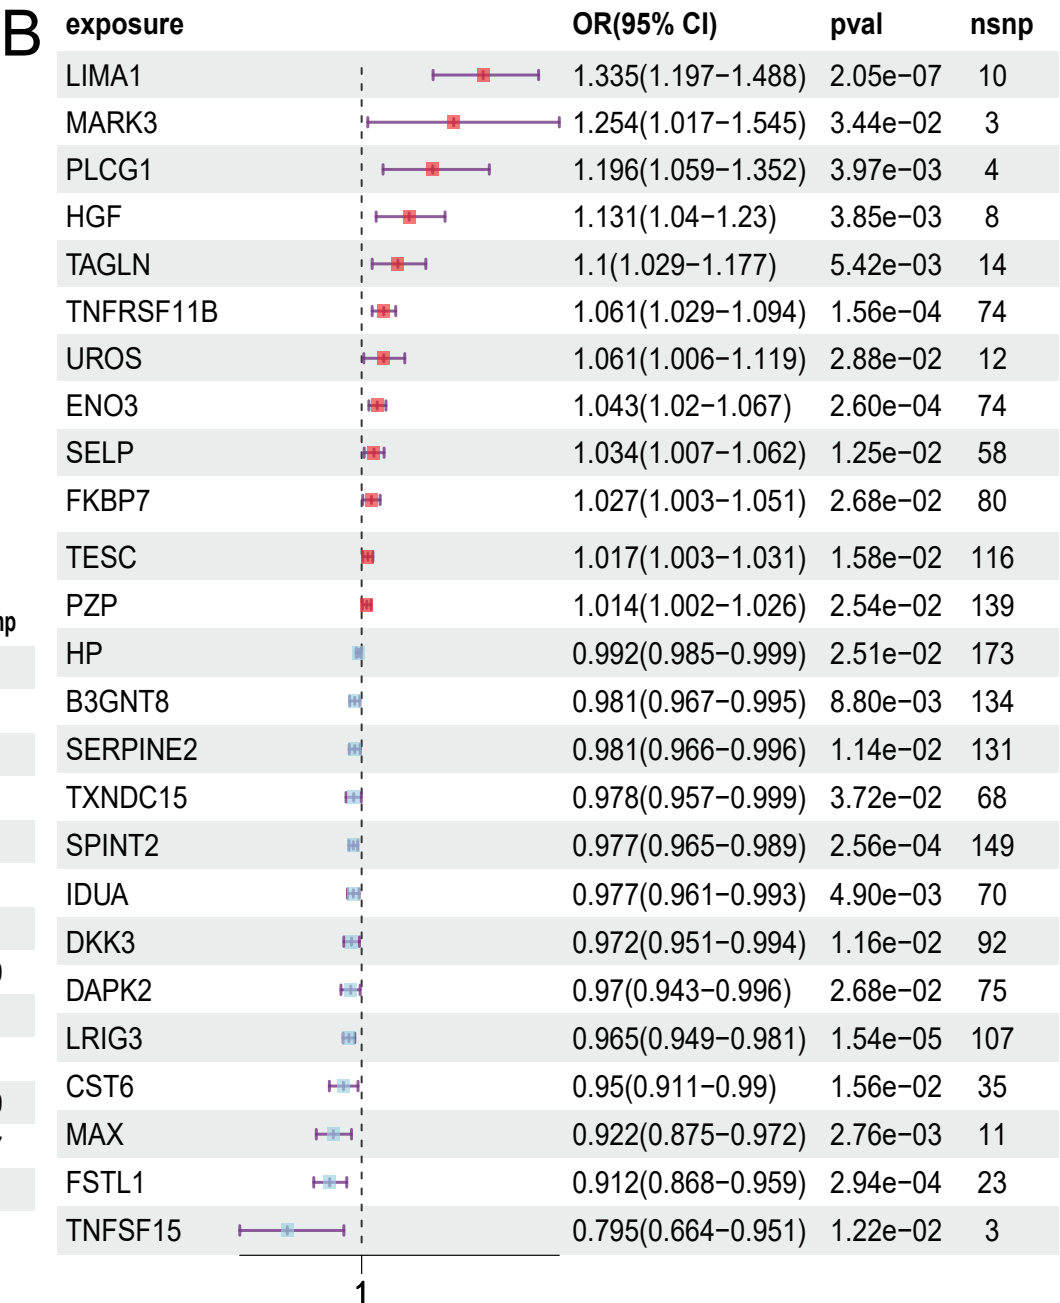 B
exposure OR(95% CI) pval nsnp
LIMA1 1.335(1.197−1.488) 2.05e−07 10
MARK3 1.254(1.017−1.545) 3.44e−02 3
PLCG1 1.196(1.059−1.352) 3.97e−03 4
HGF 1.131(1.04−1.23) 3.85e−03 8
TAGLN 1.1(1.029−1.177) 5.42e−03 14
TNFRSF11B 1.061(1.029−1.094) 1.56e−04 74
UROS 1.061(1.006−1.119) 2.88e−02 12
ENO3 1.043(1.02−1.067) 2.60e−04 74
SELP 1.034(1.007−1.062) 1.25e−02 58
FKBP7 1.027(1.003−1.051) 2.68e−02 80
TESC 1.017(1.003−1.031) 1.58e−02 116
PZP 1.014(1.002−1.026) 2.54e−02 139
HP 0.992(0.985−0.999) 2.51e−02 173
B3GNT8 0.981(0.967−0.995) 8.80e−03 134
SERPINE2 0.981(0.966−0.996) 1.14e−02 131
TXNDC15 0.978(0.957−0.999) 3.72e−02 68
SPINT2 0.977(0.965−0.989) 2.56e−04 149
IDUA 0.977(0.961−0.993) 4.90e−03 70
DKK3 0.972(0.951−0.994) 1.16e−02 92
DAPK2 0.97(0.943−0.996) 2.68e−02 75
LRIG3 0.965(0.949−0.981) 1.54e−05 107
CST6 0.95(0.911−0.99) 1.56e−02 35
MAX 0.922(0.875−0.972) 2.76e−03 11
FSTL1 0.912(0.868−0.959) 2.94e−04 23
TNFSF15 0.795(0.664−0.951) 1.22e−02 3
1